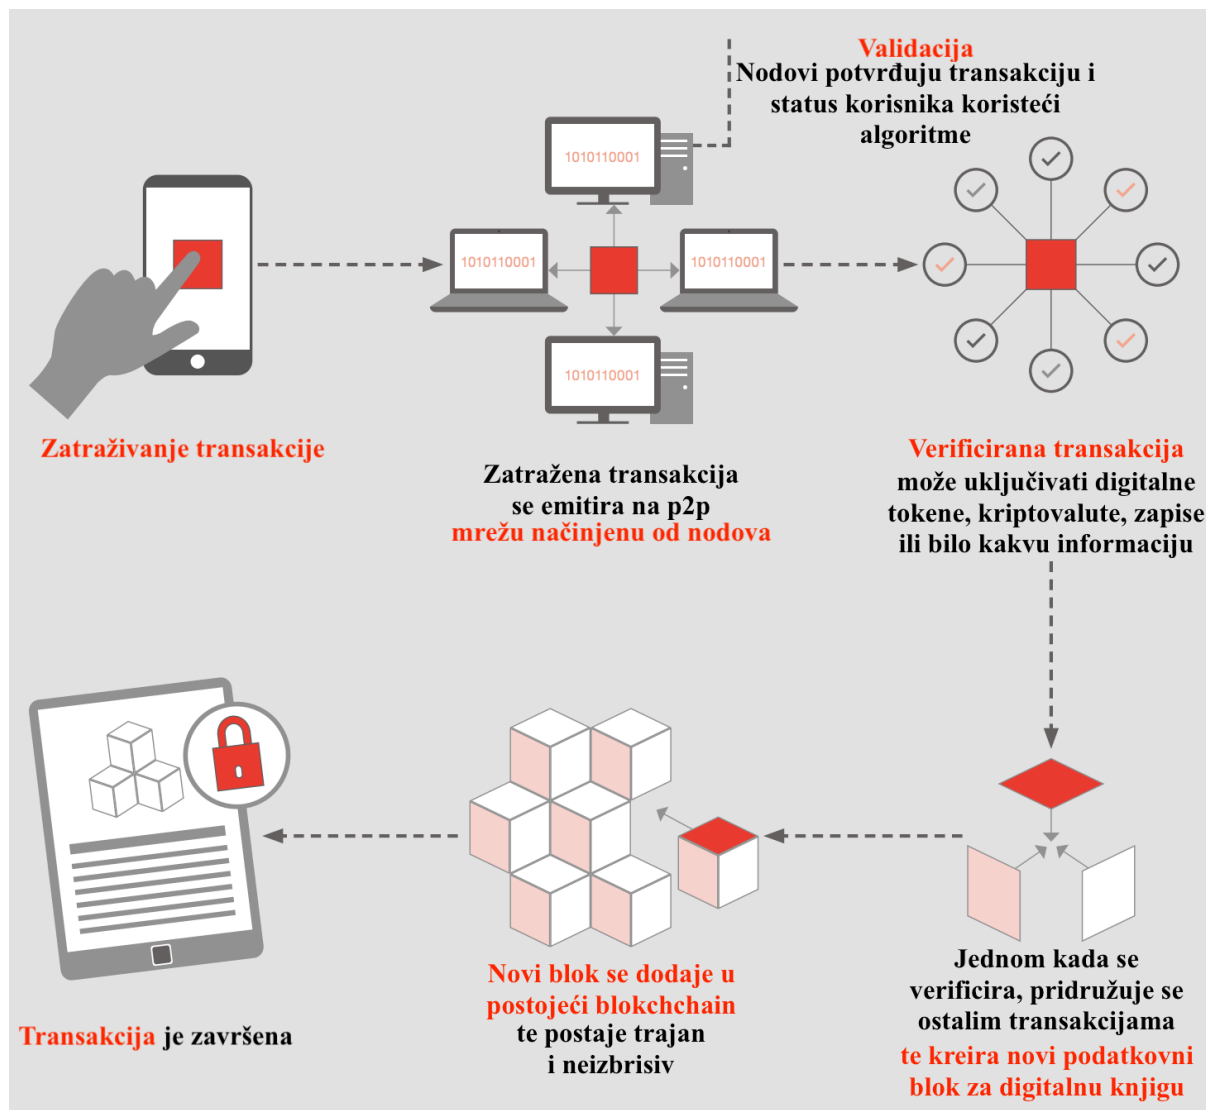 Validacija
Nodovi potvrđuju transakciju i
status korisnika koristeći
algoritme
1010110001
1010110001
1010110001
1010110001
Zatraživanje transakcije
Zatražena transakcija
se emitira na p2p
mrežu načinjenu od nodova
Verificirana transakcija
može uključivati digitalne
tokene, kriptovalute, zapise
ili bilo kakvu informaciju
Jednom kada se
verificira, pridružuje se
ostalim transakcijama
te kreira novi podatkovni
blok za digitalnu knjigu
Novi blok se dodaje u
postojeći blokchchain
te postaje trajan
i neizbrisiv
Transakcija je završena